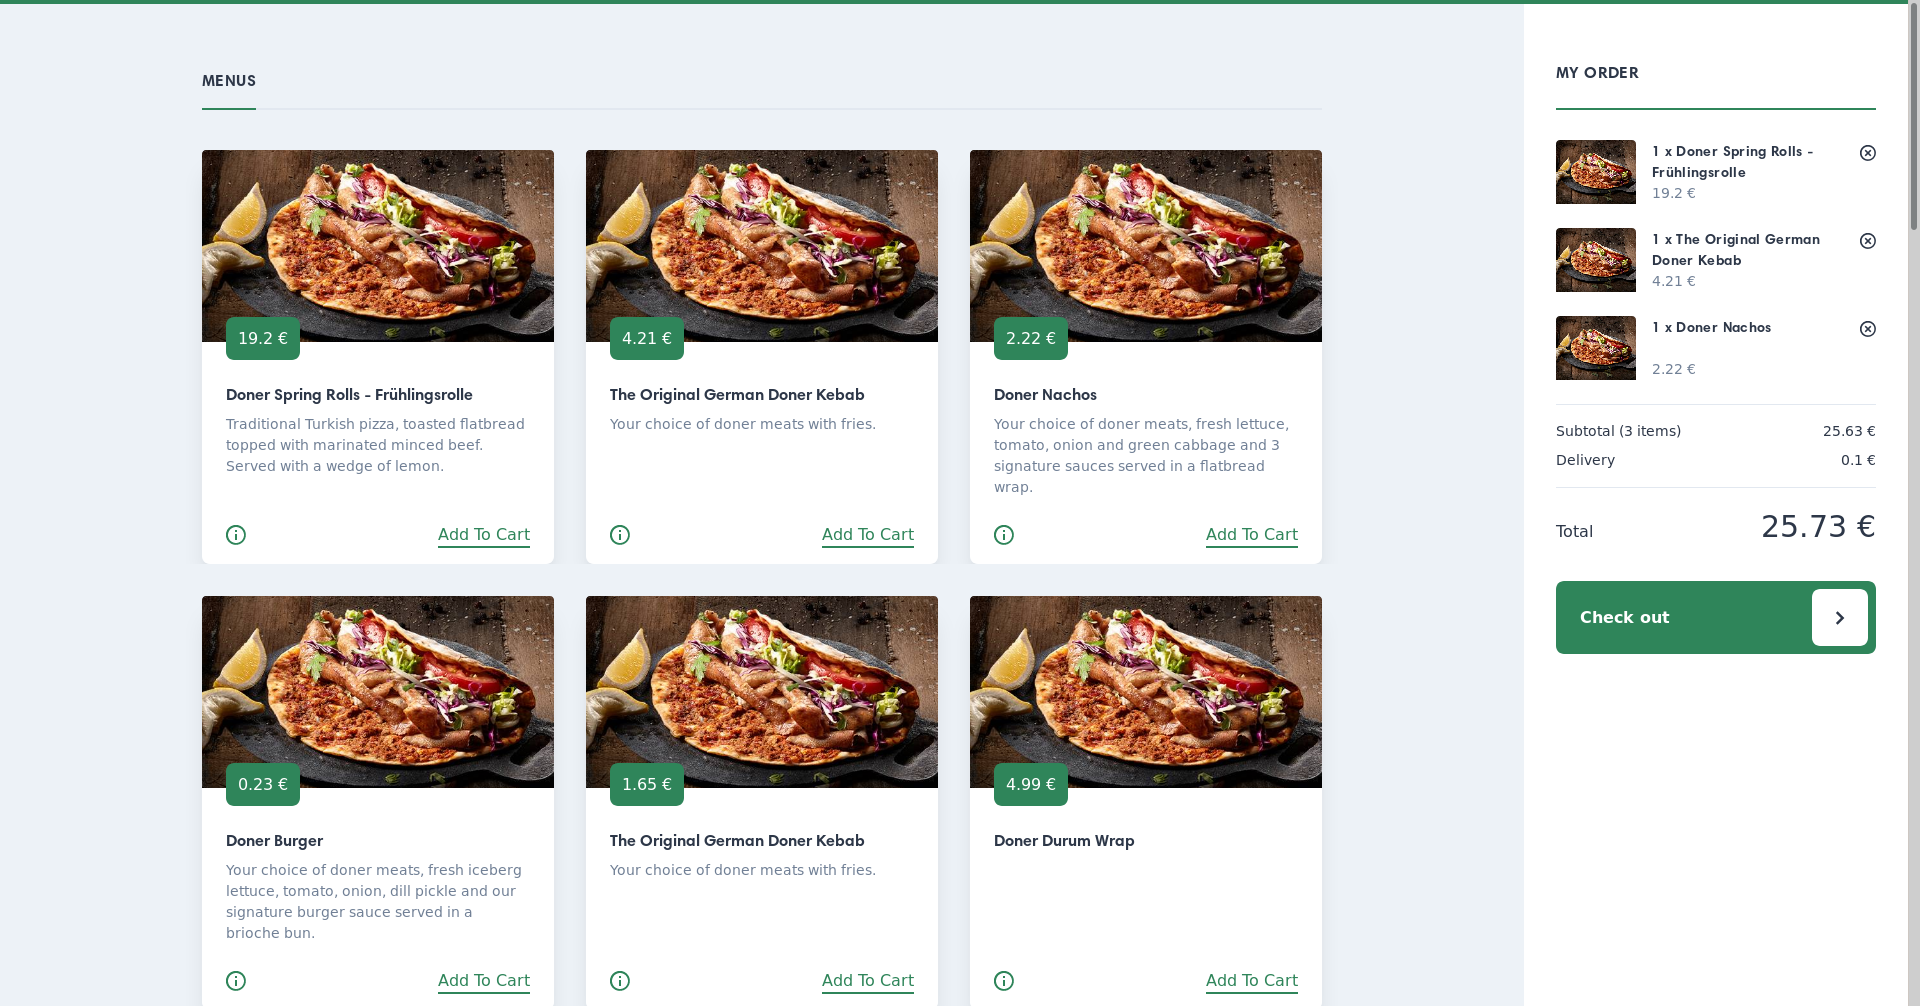 MENUS
19.2 €
Doner Spring Rolls - Frühlingsrolle
Traditional Turkish pizza, toasted flatbread
topped with marinated minced beef.
Served with a wedge of lemon.
Add To Cart
4.21 €
The Original German Doner Kebab
Your choice of doner meats with fries.
Add To Cart
2.22 €
Doner Nachos
Your choice of doner meats, fresh lettuce,
tomato, onion and green cabbage and 3
signature sauces served in a flatbread
wrap.
Add To Cart
0.23 €
Doner Burger
Your choice of doner meats, fresh iceberg
lettuce, tomato, onion, dill pickle and our
signature burger sauce served in a
brioche bun.
Add To Cart
1.65 €
The Original German Doner Kebab
Your choice of doner meats with fries.
Add To Cart
4.99 €
Doner Durum Wrap
Add To Cart
MY ORDER
1 x Doner Spring Rolls -
Frühlingsrolle
19.2 €
1 x The Original German
Doner Kebab
4.21 €
1 x Doner Nachos
2.22 €
Subtotal (3 items) 25.63 €
Delivery 0.1 €
Total 25.73 €
Check out